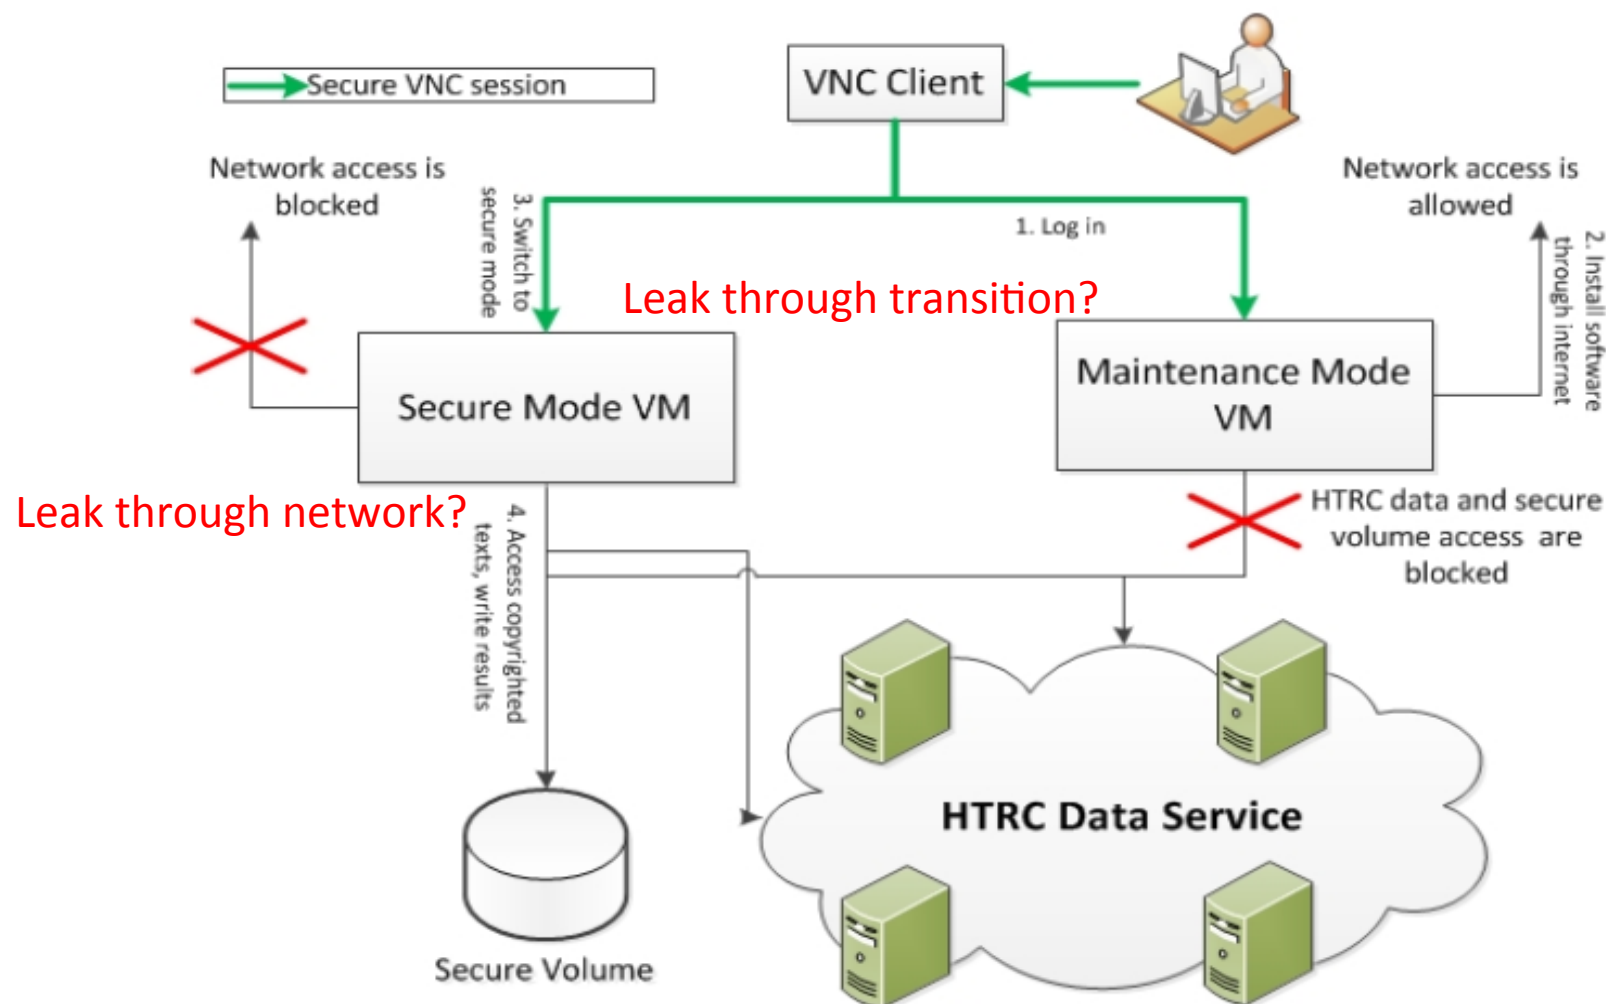 VNC Client
Secure VNC session
Network access is
blocked
Network access is
allowed
3. Switch to
secure mode
1. Log in
2. Install software
through internet
Leak through transition?
Secure Mode VM
Maintenance Mode
VM
Leak through network?
HTRC data and secure
volume access are
blocked
4. Access copyrighted
texts, write results
HTRC Data Service
Secure Volume